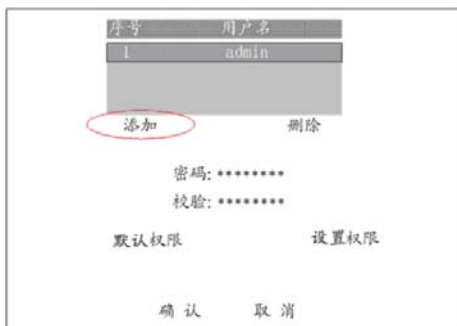 序号 用户名
1 admin
添加 删除
密码: ********
校验: ********
默认权限 设置权限
确 认 取 消